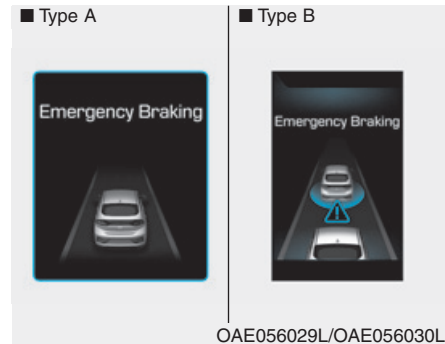 ■ Type A
■ Type B
Emergency Braking
Emergency Braking
OAE056029L/OAE056030L